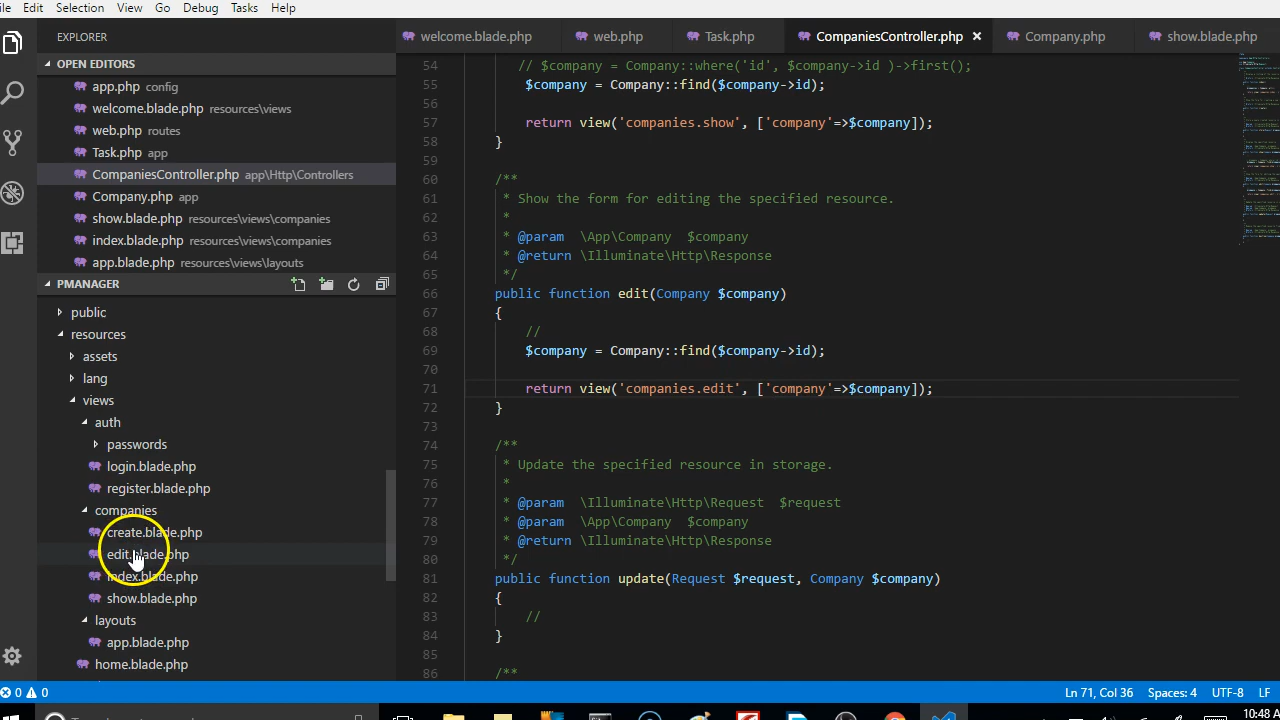 ile Edit Selection View Go Debug Tasks Help
EXPLORER
OPEN EDITORS
app.php config
welcome.blade.php resources\views
web.php routes
Task.php app
CompaniesController.php app\Http\Controllers
Company.php app
show.blade.php resources\views\companies
index.blade.php resources\views\companies
app.blade.php resources\views\layouts
PMANAGER
public
resources
assets
lang
views
auth
passwords
login.blade.php
register.blade.php
companies
create.blade.php
edit.blade.php
index.blade.php
show.blade.php
layouts
app.blade.php
home.blade.php
welcome.blade.php web.php Task.php CompaniesController.php Company.php show.blade.php
54 // $company = Company::where('id', $company->id )->first();
55 $company = Company::find($company->id);
56
57 return view('companies.show', ['company'=>$company]);
58 }
59
60 /**
61 * Show the form for editing the specified resource.
62 *
63 * @param \App\Company $company
64 * @return \Illuminate\Http\Response
65 */
66 public function edit(Company $company)
67 {
68 //
69 $company = Company::find($company->id);
70
71 return view('companies.edit', ['company'=>$company]);
72 }
73
74 /**
75 * Update the specified resource in storage.
76 *
77 * @param \Illuminate\Http\Request $request
78 * @param \App\Company $company
79 * @return \Illuminate\Http\Response
80 */
81 public function update(Request $request, Company $company)
82 {
83 //
84 }
85
86 /**
0 0 Ln 71, Col 36 Spaces: 4 UTF-8 LF
10:48 A